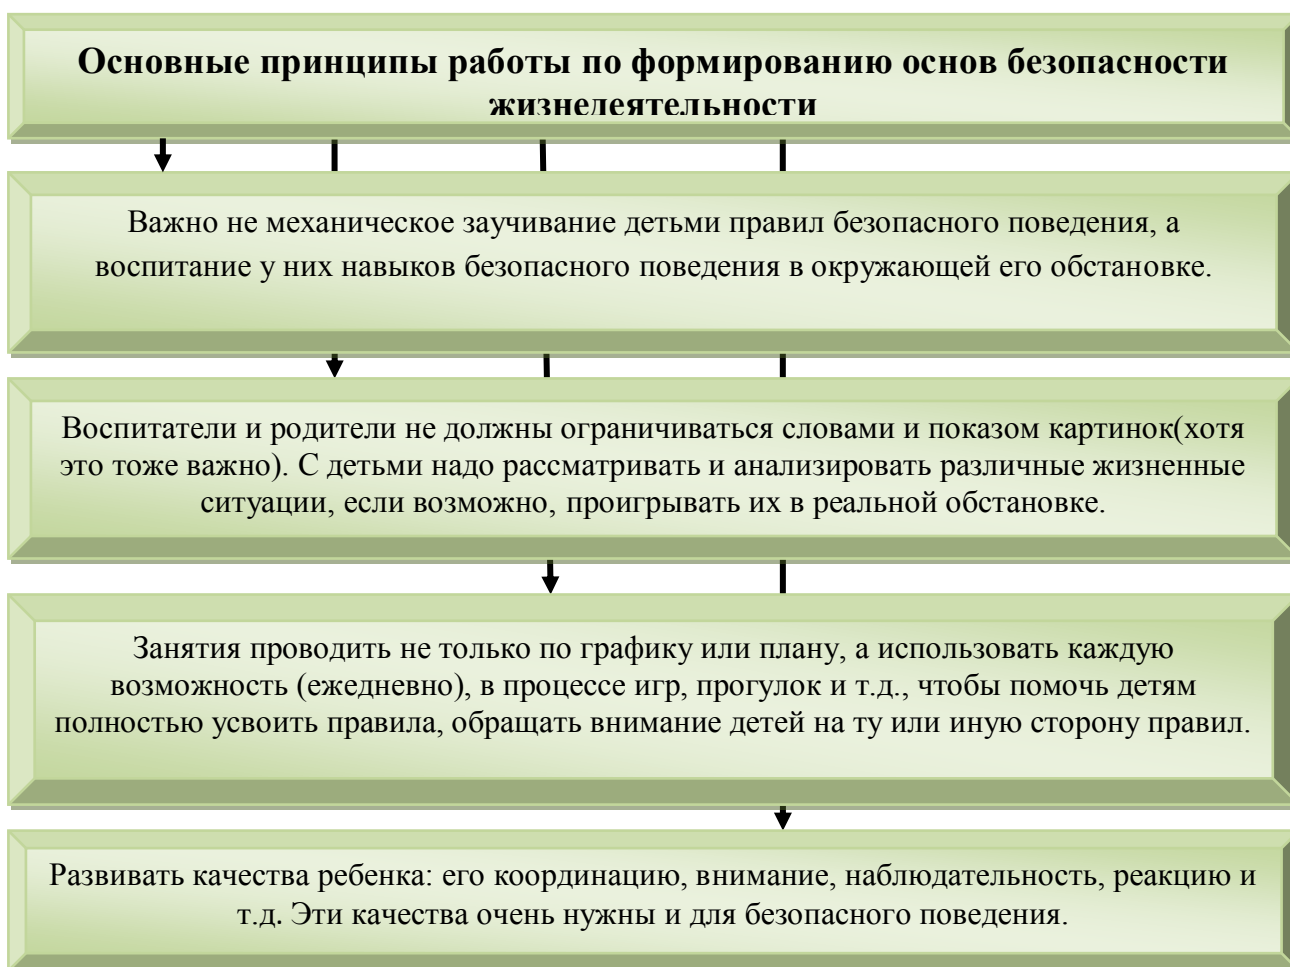 Основные принципы работы по формированию основ безопасности
жизнедеятельности
Важно не механическое заучивание детьми правил безопасного поведения, а
воспитание у них навыков безопасного поведения в окружающей его обстановке.
Воспитатели и родители не должны ограничиваться словами и показом картинок(хотя
это тоже важно). С детьми надо рассматривать и анализировать различные жизненные
ситуации, если возможно, проигрывать их в реальной обстановке.
Занятия проводить не только по графику или плану, а использовать каждую
возможность (ежедневно), в процессе игр, прогулок и т.д., чтобы помочь детям
полностью усвоить правила, обращать внимание детей на ту или иную сторону правил.
Развивать качества ребенка: его координацию, внимание, наблюдательность, реакцию и
т.д. Эти качества очень нужны и для безопасного поведения.